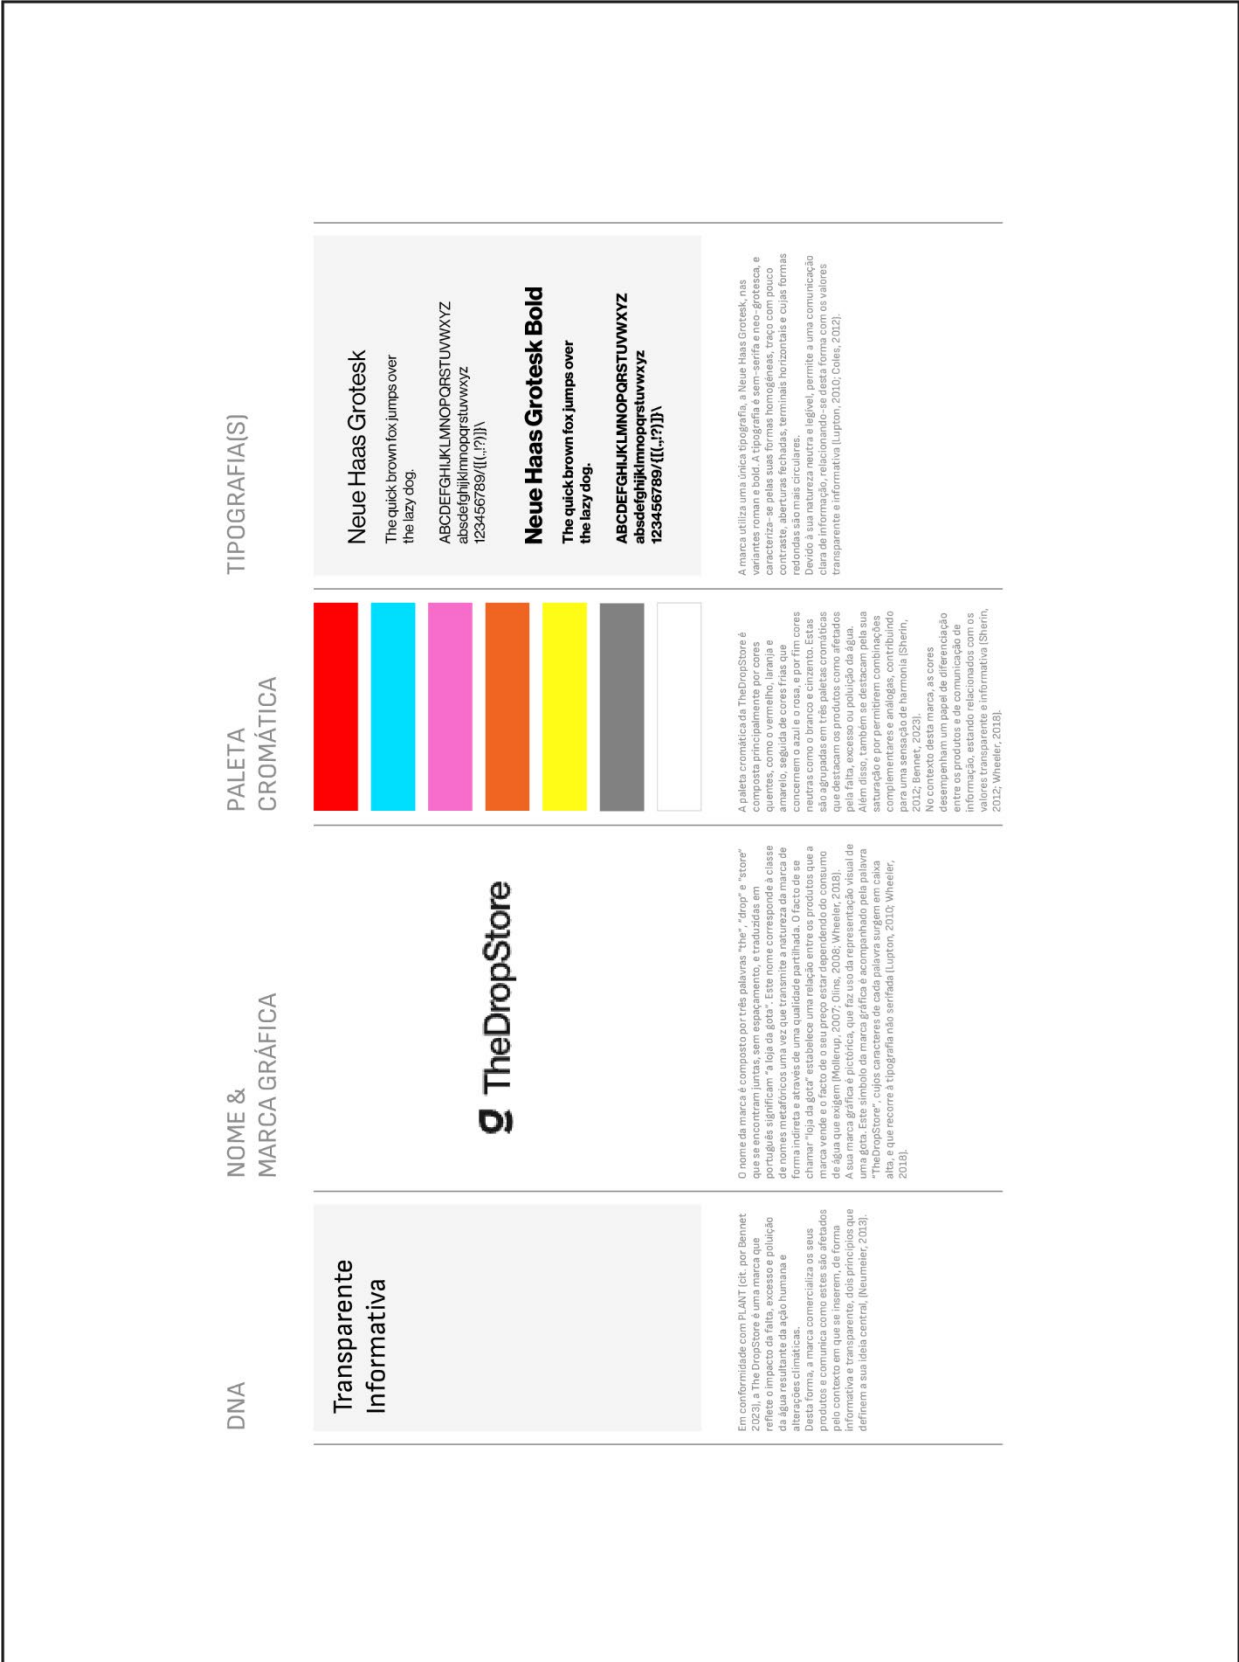 DNA
Transparente
Informativa
Em conformidade com PLANT (cit. por Bennet
2023), a The DropStore é uma marca que
reflete o impacto da falta, excesso e poluição
da água resultante da ação humana e
alterações climáticas.
Desta forma, a marca comercializa os seus
produtos e comunica como estes são afetados
pelo contexto em que se inserem, de forma
informativa e transparente, dois princípios que
definem a sua ideia central, (Neumeier, 2013).
NOME &
MARCA GRÁFICA
TheDropStore
O nome da marca é composto por três palavras "the", "drop" e "store"
que se encontram juntas, sem espaçamento, e traduzidas em
português significam "a loja da gota". Este nome corresponde à classe
de nomes metafóricos uma vez que transmite a natureza da marca de
forma indireta e através de uma qualidade partilhada. O facto de se
chamar "loja da gota" estabelece uma relação entre os produtos que a
marca vende e o facto de o seu preço estar dependendo do consumo
de água que exigem (Mollerup, 2007; Olins, 2008; Wheeler, 2018).
A sua marca gráfica é pictórica, que faz uso da representação visual de
uma gota. Este símbolo da marca gráfica é acompanhado pela palavra
"TheDropStore", cujos caracteres de cada palavra surgem em caixa
alta, e que recorre à tipografia não serifada (Lupton, 2010; Wheeler,
2018).
PALETA
CROMÁTICA
A paleta cromática da TheDropStore é
composta principalmente por cores
quentes, como o vermelho, laranja e
amarelo, seguida de cores frias que
concernem o azul e o rosa, e por fim cores
neutras como o branco e cinzento. Estas
são agrupadas em três paletas cromáticas
que destacam os produtos como afetados
pela falta, excesso ou poluição da água.
Além disso, também se destacam pela sua
saturação e por permitirem combinações
complementares e análogas, contribuindo
para uma sensação de harmonia (Sherin,
2012; Bennet, 2023).
No contexto desta marca, as cores
desempenham um papel de diferenciação
entre os produtos e de comunicação de
informação, estando relacionados com os
valores transparente e informativa (Sherin,
2012; Wheeler, 2018).
TIPOGRAFIA(S)
Neue Haas Grotesk
The quick brown fox jumps over
the lazy dog.
ABCDEFGHIJKLMNOPQRSTUVWXYZ
absdefghijklmnopqrstuvwxyz
123456789/{[(.,!?)]}\
Neue Haas Grotesk Bold
The quick brown fox jumps over
the lazy dog.
ABCDEFGHIJKLMNOPQRSTUVWXYZ
absdefghijklmnopqrstuvwxyz
123456789/{[(.,!?)]}\
A marca utiliza uma única tipografia, a Neue Haas Grotesk, nas
variantes roman e bold. A tipografia é sem-serifa e neo-grotesca, e
caracteriza-se pelas suas formas homogéneas, traço com pouco
contraste, aberturas fechadas, terminais horizontais e cujas formas
redondas são mais circulares.
Devido à sua natureza neutra e legível, permite a uma comunicação
clara de informação, relacionando-se desta forma com os valores
transparente e informativa (Lupton, 2010; Coles, 2012).